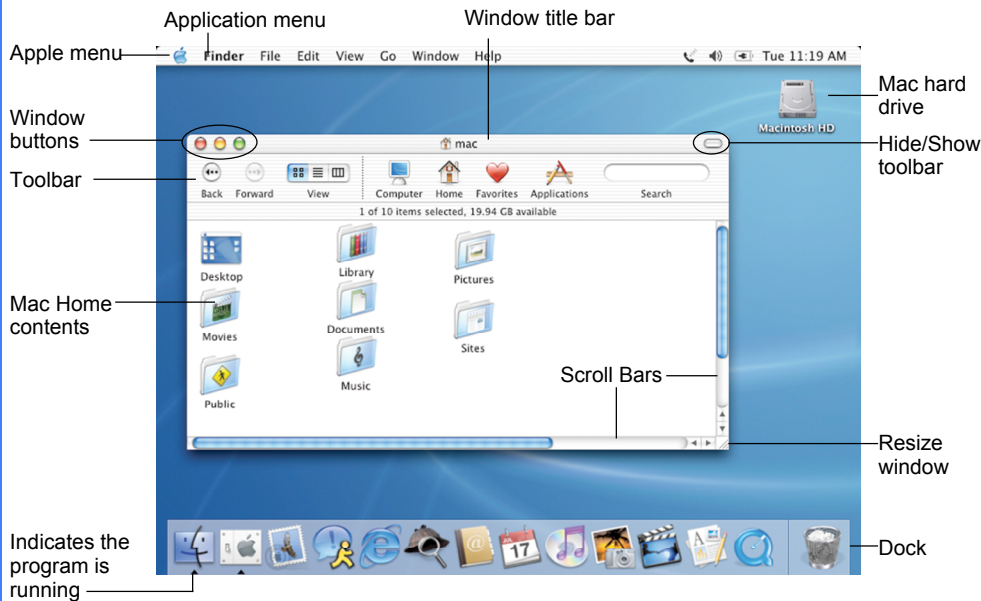 Application menu
Window title bar
Apple menu
Finder File Edit View Go Window Help
Tue 11:19 AM
Mac hard
drive
Macintosh HD
Window
buttons
mac
Hide/Show
toolbar
Toolbar
Back Forward View Computer Home Favorites Applications Search
1 of 10 items selected, 19.94 GB available
Desktop
Library
Pictures
Mac Home
contents
Movies
Documents
Sites
Music
Public
Scroll Bars
Resize
window
JUL
17
Dock
Indicates the
program is
running